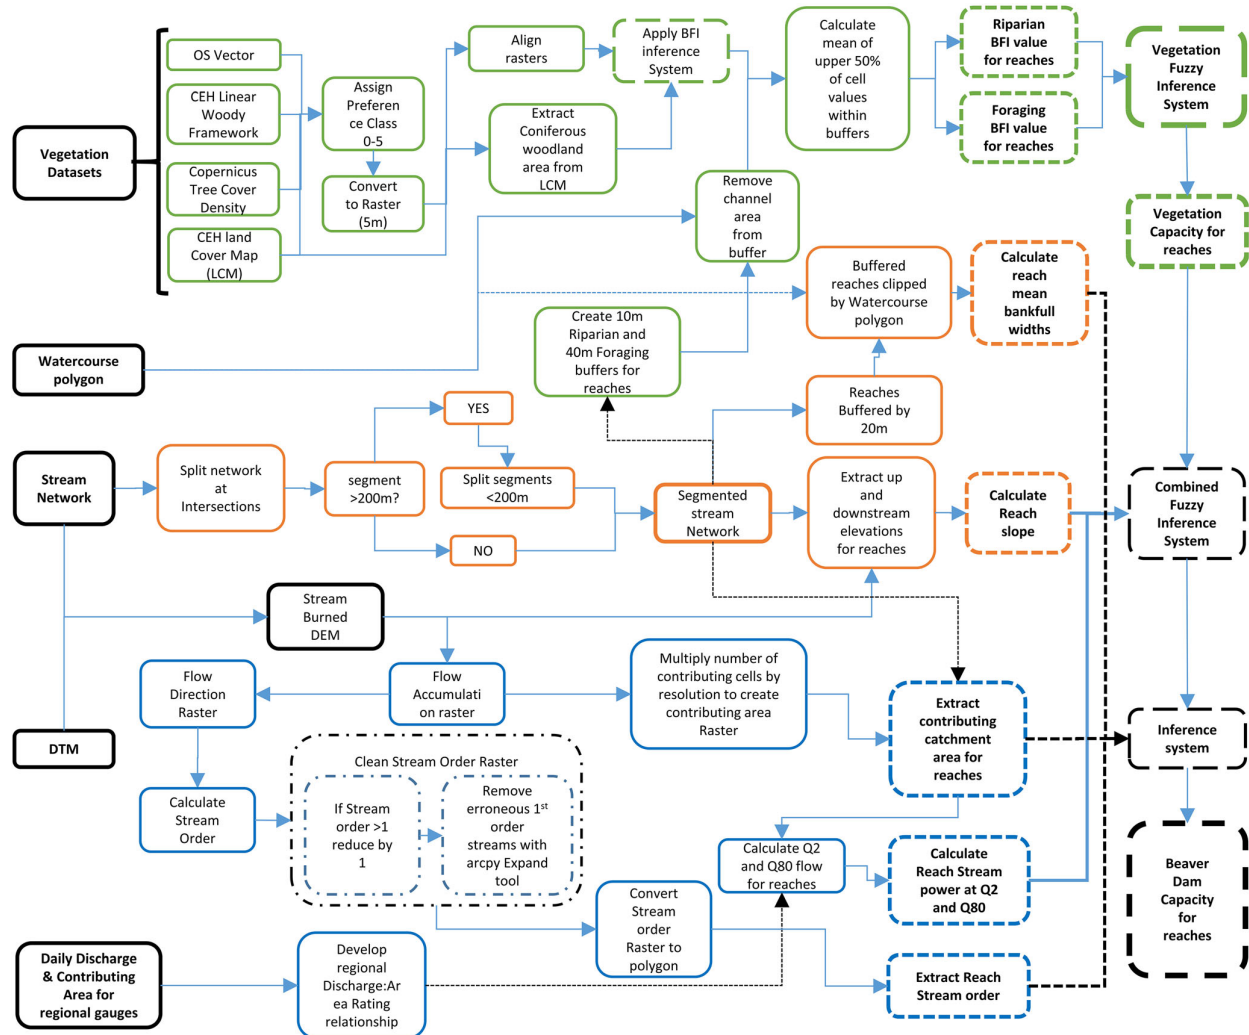 Vegetation
Datasets
OS Vector
CEH Linear
Woody
Framework
Copernicus
Tree Cover
Density
CEH land
Cover Map
(LCM)
Assign
Preferen
ce Class
0-5
Convert
to Raster
(5m)
Align
rasters
Extract
Coniferous
woodland
area from
LCM
Apply BFI
inference
System
Calculate
mean of
upper 50%
of cell
values
within
buffers
Riparian
BFI value
for reaches
Foraging
BFI value
for reaches
Vegetation
Fuzzy
Inference
System
Vegetation
Capacity for
reaches
Remove
channel
area
from
buffer
Watercourse
polygon
Create 10m
Riparian and
40m Foraging
buffers for
reaches
Buffered
reaches clipped
by Watercourse
polygon
Calculate
reach
mean
bankfull
widths
Reaches
Buffered by
20m
Stream
Network
Split network
at
Intersections
segment
>200m?
YES
Split segments
<200m
NO
Segmented
stream
Network
Extract up
and
downstream
elevations
for reaches
Calculate
Reach
slope
Combined
Fuzzy
Inference
System
Stream
Burned
DEM
DTM
Flow
Direction
Raster
Flow
Accumulati
on raster
Multiply number of
contributing cells by
resolution to create
contributing area
Raster
Extract
contributing
catchment
area for
reaches
Inference
system
Calculate
Stream
Order
Clean Stream Order Raster
If Stream
order >1
reduce by
1
Remove
erroneous 1st
order
streams with
arcpy Expand
tool
Calculate Q2
and Q80 flow
for reaches
Calculate
Reach Stream
power at Q2
and Q80
Beaver
Dam
Capacity
for
reaches
Convert
Stream
order
Raster to
polygon
Extract Reach
Stream order
Daily Discharge
& Contributing
Area for
regional gauges
Develop
regional
Discharge:Ar
ea Rating
relationship